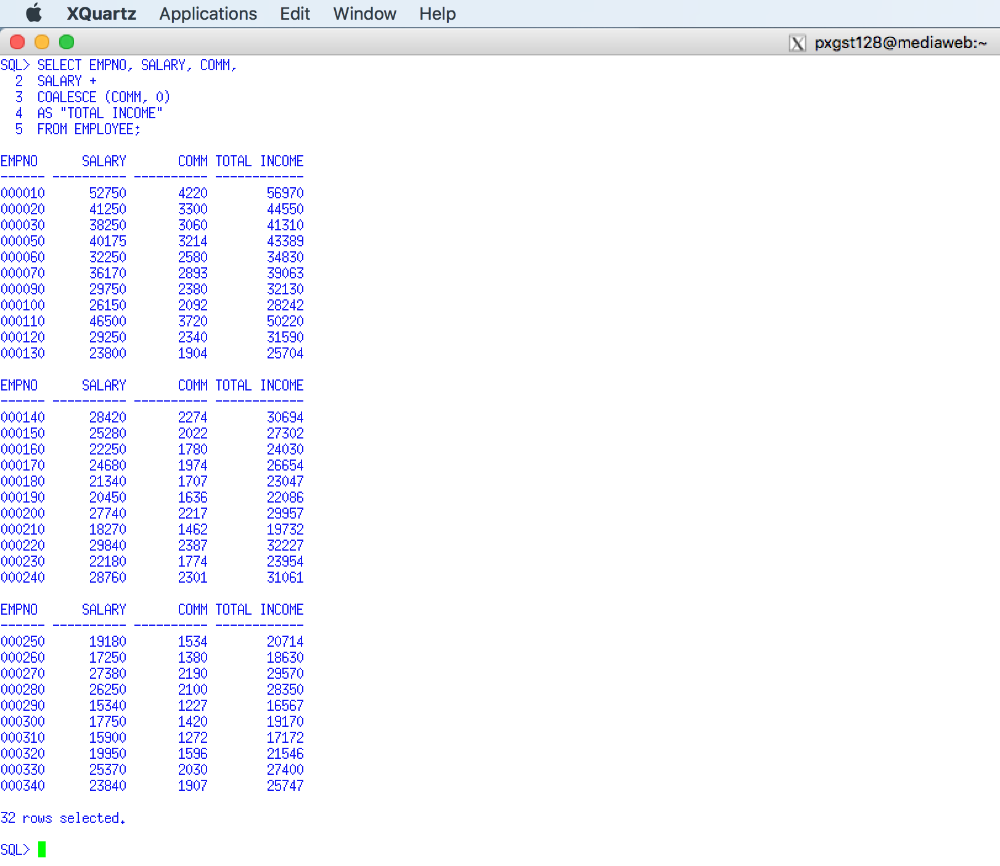 XQuartz Applications Edit Window Help
pxgst128@mediaweb:~
SQL> SELECT EMPNO, SALARY, COMM,
  2  SALARY +
  3  COALESCE (COMM, 0)
  4  AS "TOTAL INCOME"
  5  FROM EMPLOYEE;
EMPNO      SALARY       COMM TOTAL INCOME
------ ---------- ---------- ------------
000010      52750       4220        56970
000020      41250       3300        44550
000030      38250       3060        41310
000050      40175       3214        43389
000060      32250       2580        34830
000070      36170       2893        39063
000090      29750       2380        32130
000100      26150       2092        28242
000110      46500       3720        50220
000120      29250       2340        31590
000130      23800       1904        25704
EMPNO      SALARY       COMM TOTAL INCOME
------ ---------- ---------- ------------
000140      28420       2274        30694
000150      25280       2022        27302
000160      22250       1780        24030
000170      24680       1974        26654
000180      21340       1707        23047
000190      20450       1636        22086
000200      27740       2217        29957
000210      18270       1462        19732
000220      29840       2387        32227
000230      22180       1774        23954
000240      28760       2301        31061
EMPNO      SALARY       COMM TOTAL INCOME
------ ---------- ---------- ------------
000250      19180       1534        20714
000260      17250       1380        18630
000270      27380       2190        29570
000280      26250       2100        28350
000290      15340       1227        16567
000300      17750       1420        19170
000310      15900       1272        17172
000320      19950       1596        21546
000330      25370       2030        27400
000340      23840       1907        25747
32 rows selected.
SQL>